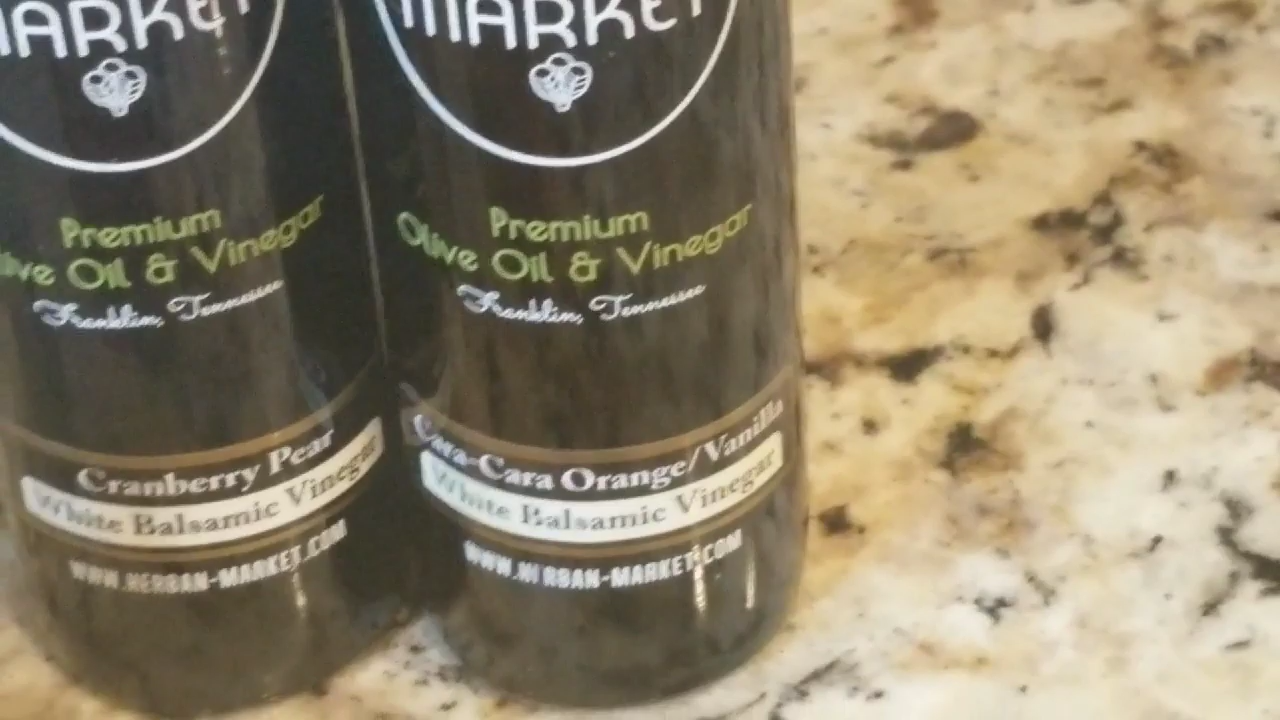 MARKET
Premium
Olive Oil & Vinegar
Franklin, Tennessee
Cranberry Pear
White Balsamic Vinegar
WWW.HERBAN-MARKET.COM
MARKET
Premium
Olive Oil & Vinegar
Franklin, Tennessee
Cara-Cara Orange/Vanilla
White Balsamic Vinegar
WWW.HERBAN-MARKET.COM